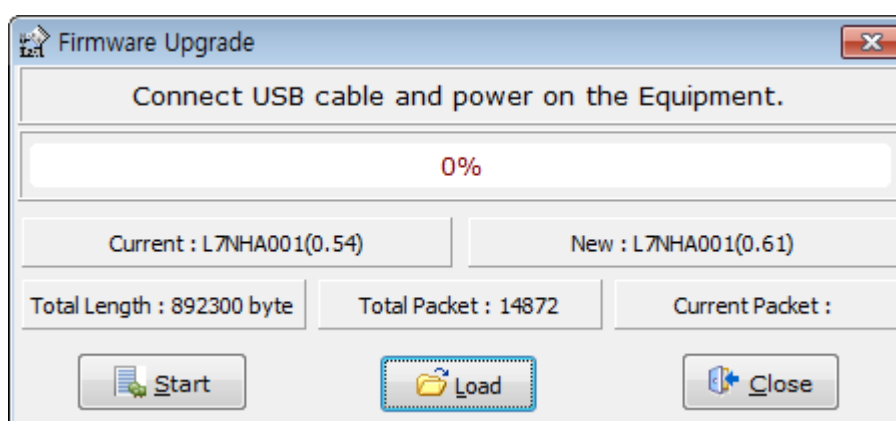 Firmware Upgrade
Connect USB cable and power on the Equipment.
0%
Current : L7NHA001(0.54)
New : L7NHA001(0.61)
Total Length : 892300 byte
Total Packet : 14872
Current Packet :
Start
Load
Close